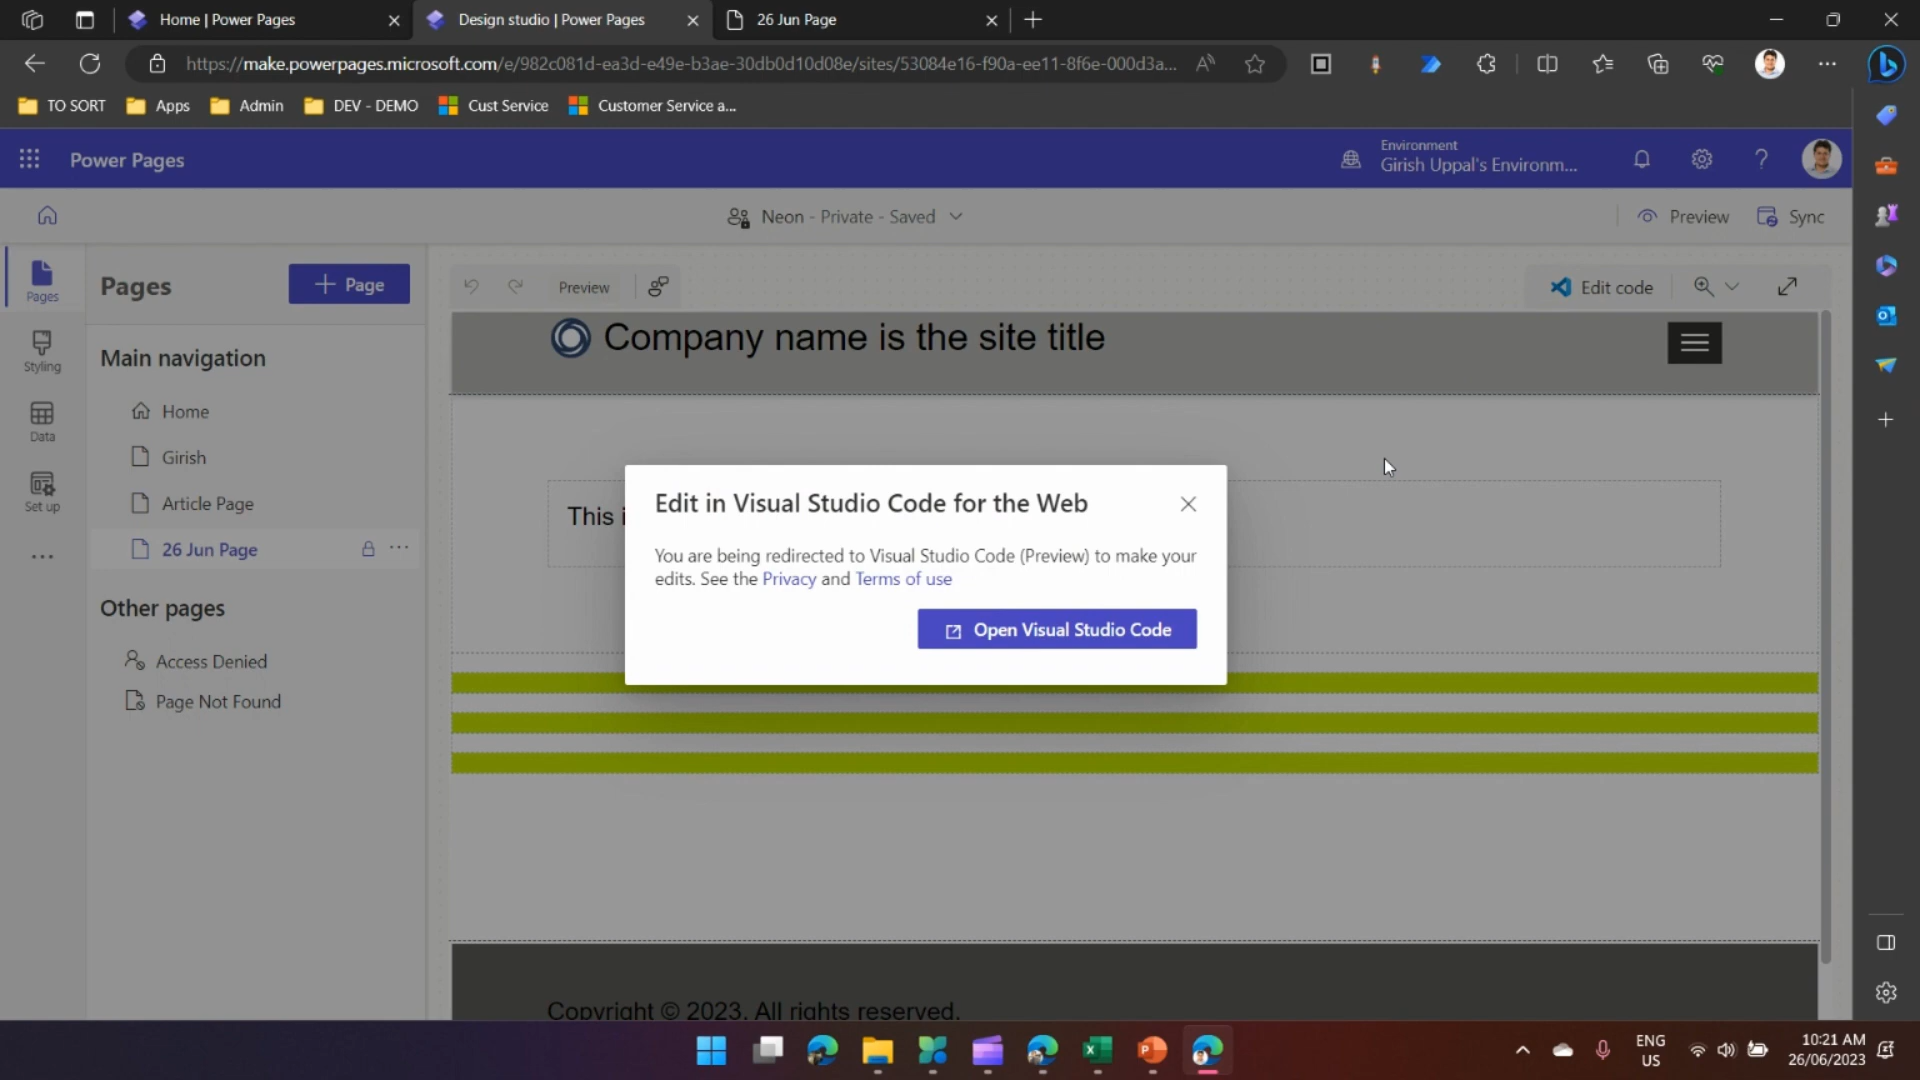 Home | Power Pages
Design studio | Power Pages
26 Jun Page
https://make.powerpages.microsoft.com/e/982c081d-ea3d-e49e-b3ae-30db0d10d08e/sites/53084e16-f90a-ee11-8f6e-000d3a...
TO SORT
Apps
Admin
DEV - DEMO
Cust Service
Customer Service a...
Power Pages
Environment
Girish Uppal's Environm...
Neon - Private - Saved
Preview
Sync
Pages
Styling
Data
Set up
Pages
+ Page
Main navigation
Home
Girish
Article Page
26 Jun Page
Other pages
Access Denied
Page Not Found
Preview
Edit code
Company name is the site title
This i
Edit in Visual Studio Code for the Web
You are being redirected to Visual Studio Code (Preview) to make your
edits. See the Privacy and Terms of use
Open Visual Studio Code
Copyright © 2023. All rights reserved.
ENG
US
10:21 AM
26/06/2023